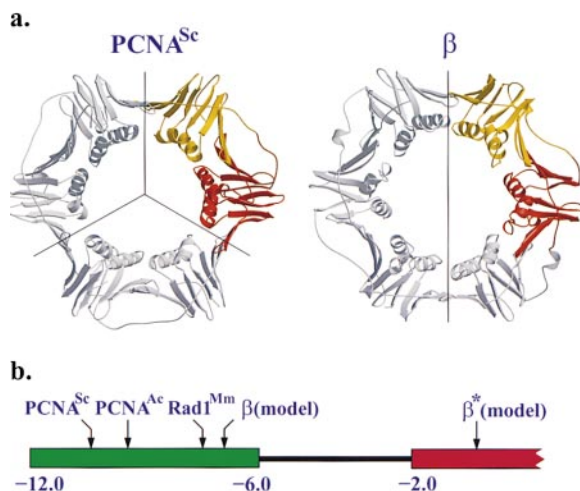 a.
PCNA^Sc β
b.
PCNA^Sc PCNA^Ac Rad1^Mm β(model) β*(model)
−12.0 −6.0 −2.0